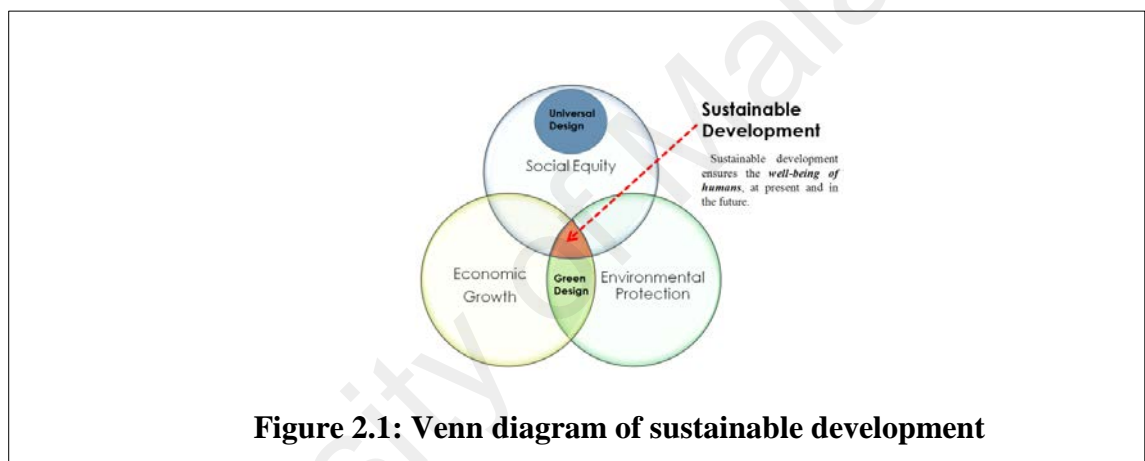 Universal
Design
Social Equity
Sustainable
Development
Sustainable development
ensures the well-being of
humans, at present and in
the future.
Economic
Growth
Green
Design
Environmental
Protection
Figure 2.1: Venn diagram of sustainable development